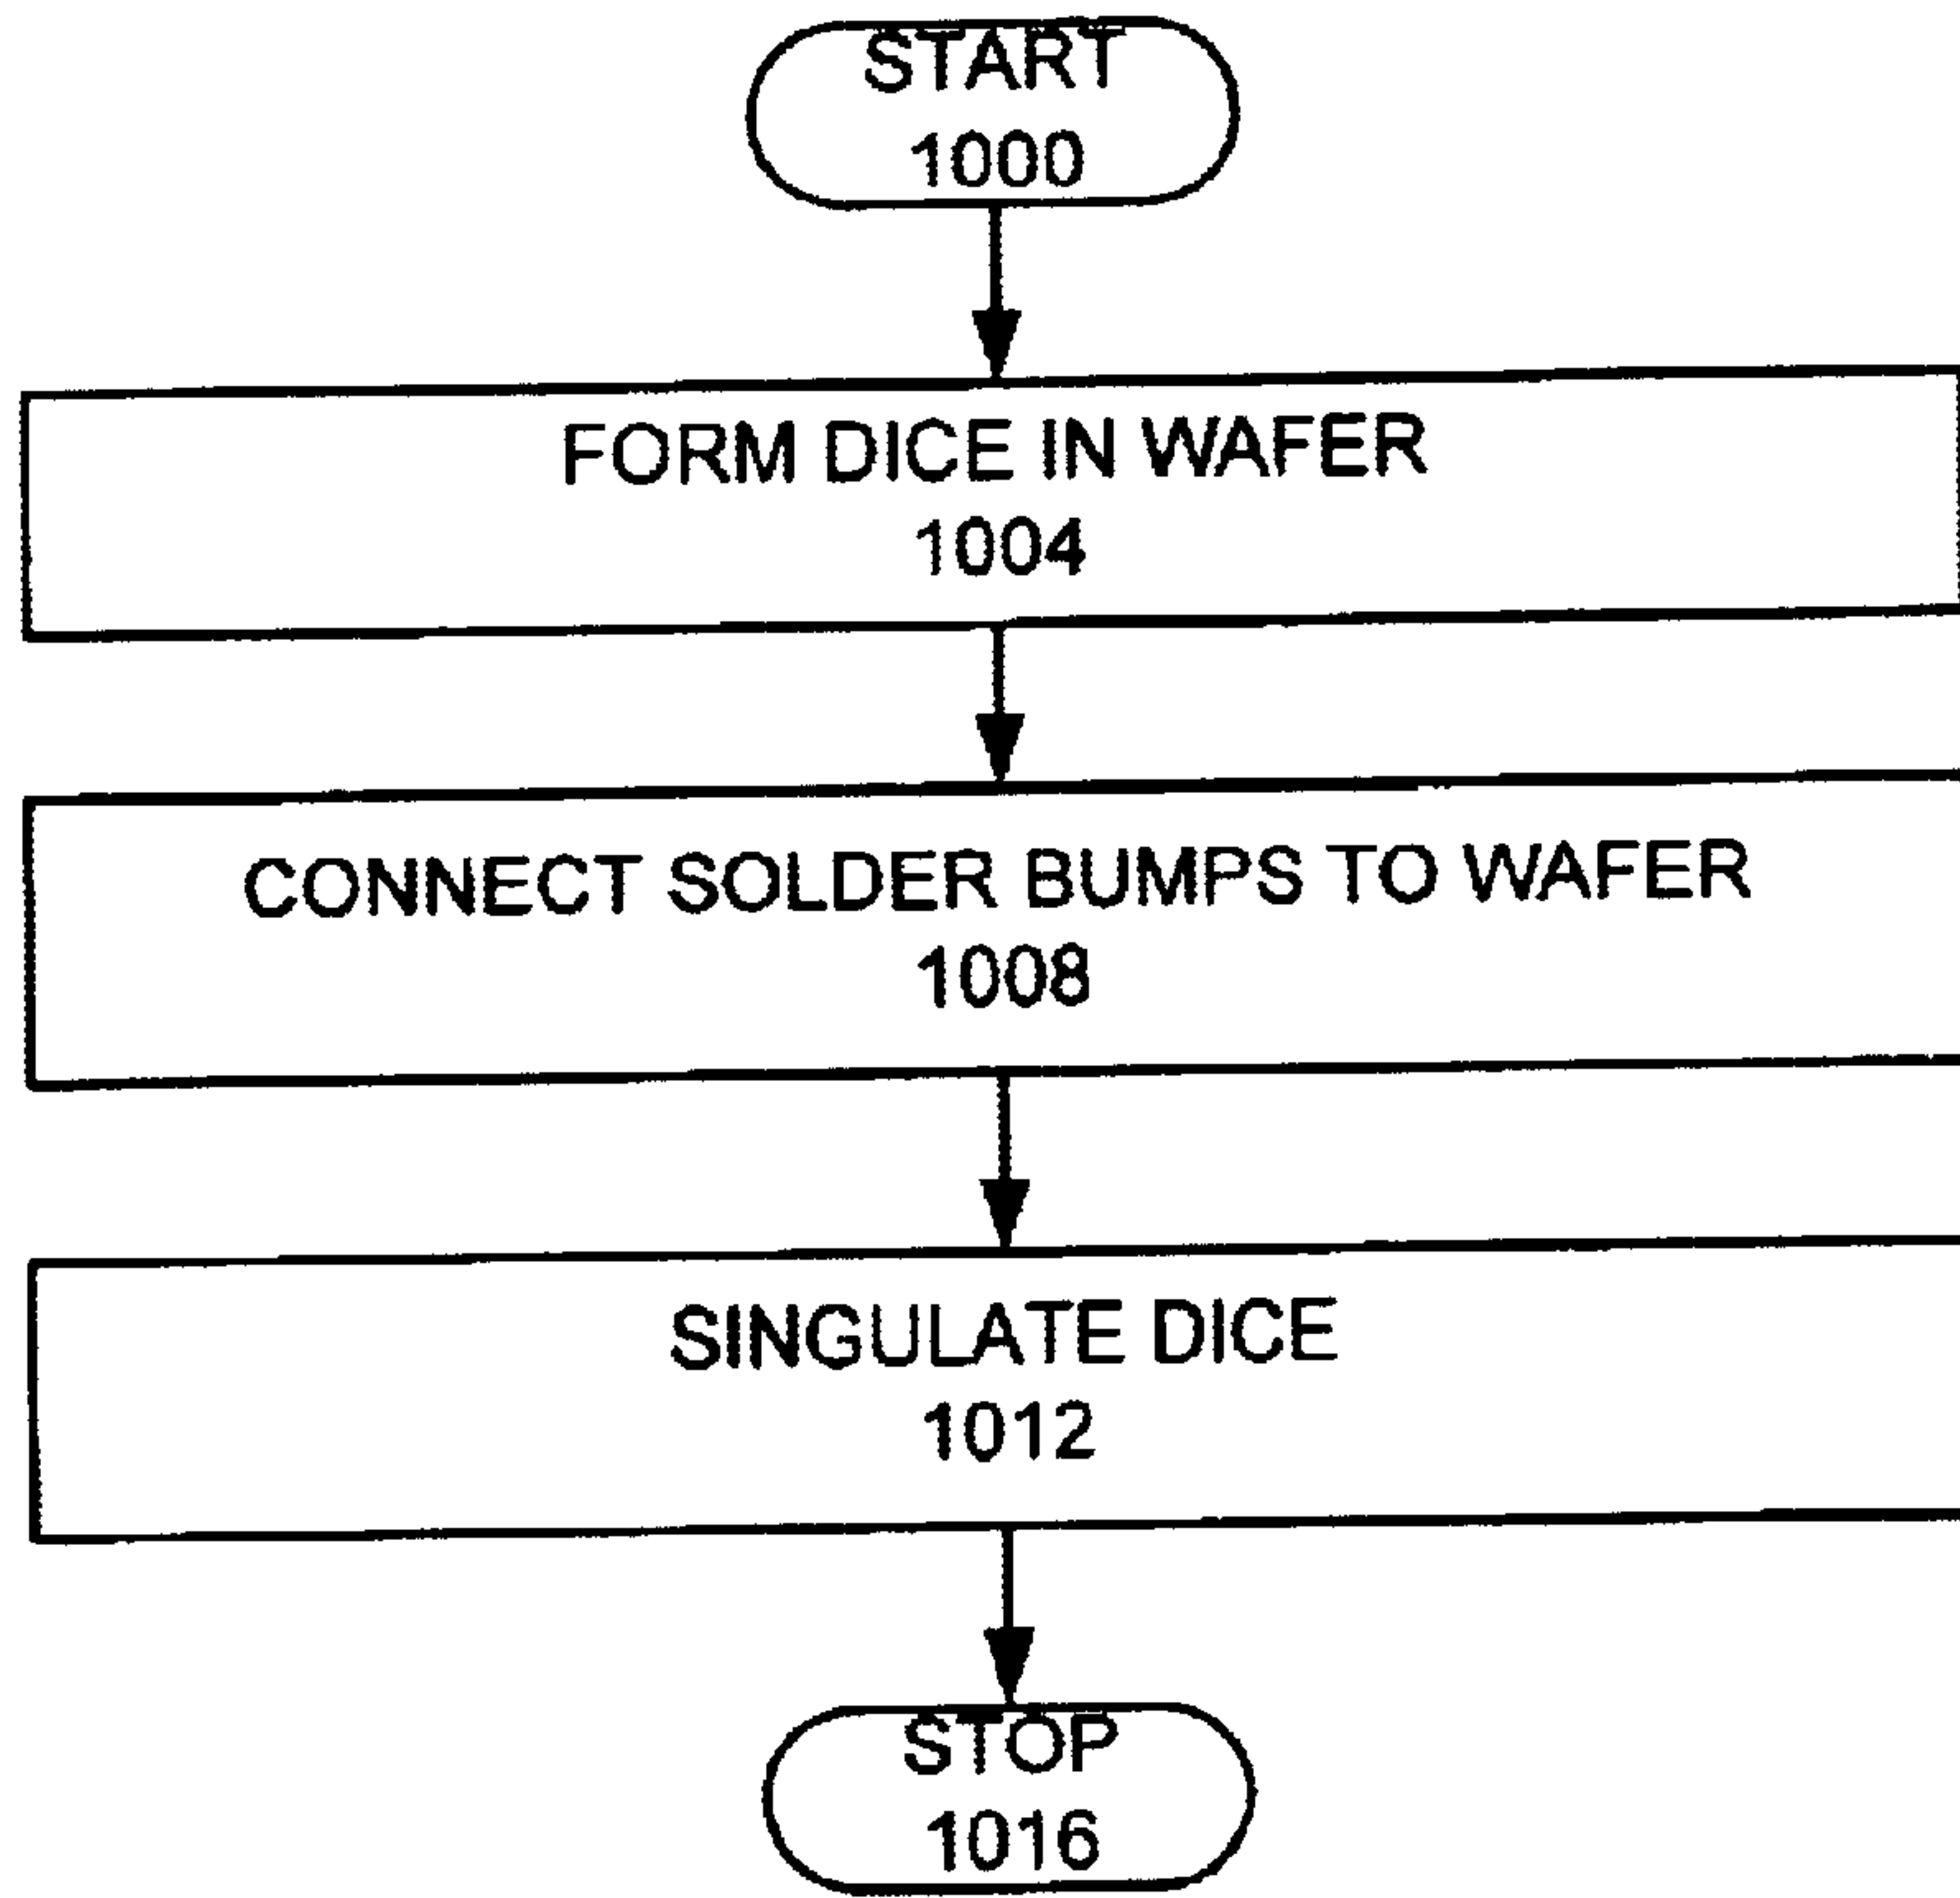 START
1000
FORM DICE IN WAFER
1004
CONNECT SOLDER BUMPS TO WAFER
1008
SINGULATE DICE
1012
STOP
1016